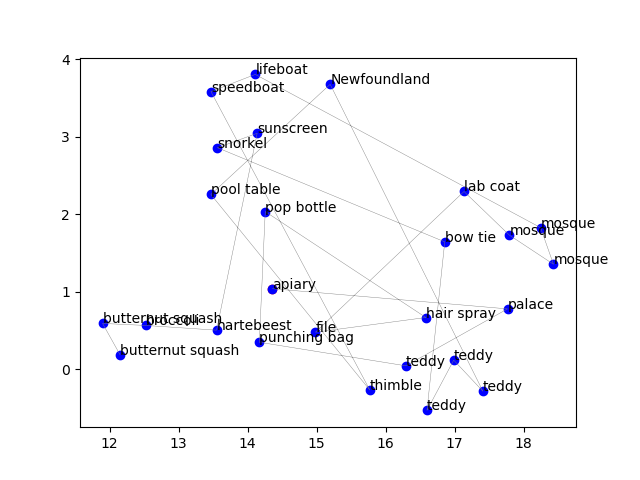 lifeboat
Newfoundland
speedboat
sunscreen
snorkel
pool table
lab coat
pop bottle
mosque
mosque
bow tie
mosque
apiary
palace
hair spray
butternut squash
broccoli
hartebeest
file
punching bag
butternut squash
teddy
teddy
thimble
teddy
teddy
4
3
2
1
0
12 13 14 15 16 17 18